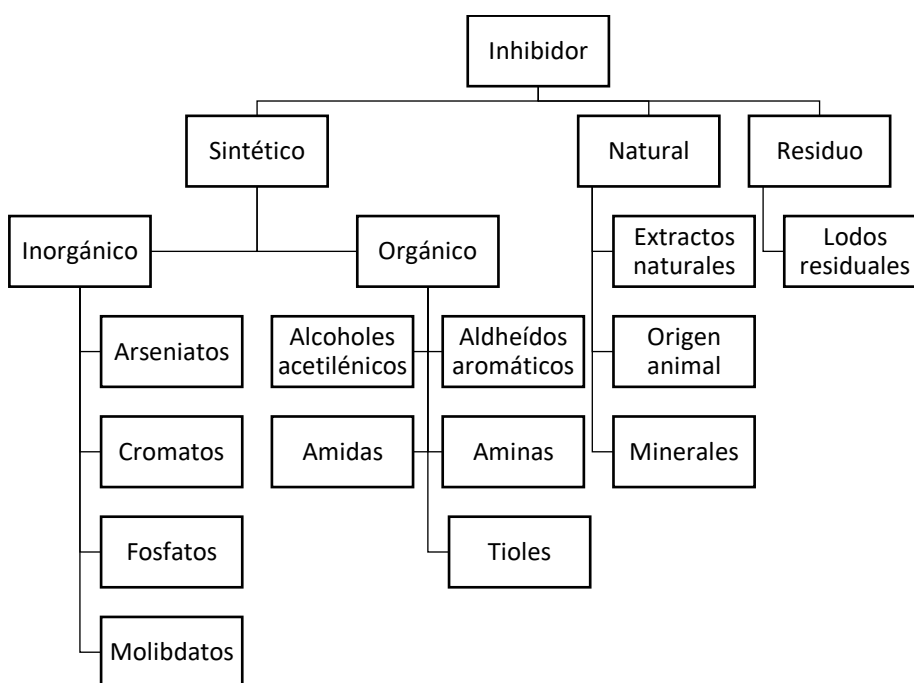 Inhibidor
Sintético
Natural
Residuo
Inorgánico
Orgánico
Extractos
naturales
Lodos
residuales
Arseniatos
Alcoholes
acetilénicos
Aldheídos
aromáticos
Origen
animal
Cromatos
Amidas
Aminas
Minerales
Fosfatos
Tioles
Molibdatos